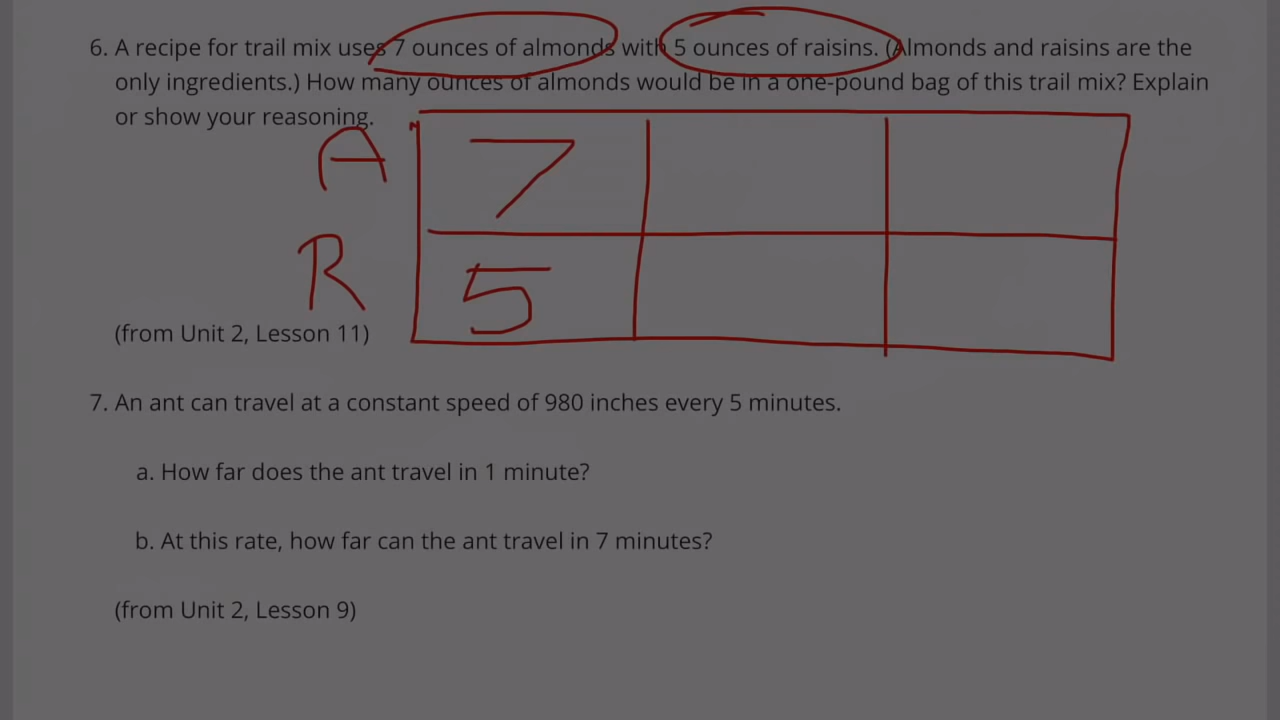 6. A recipe for trail mix uses 7 ounces of almonds with 5 ounces of raisins. (Almonds and raisins are the
only ingredients.) How many ounces of almonds would be in a one-pound bag of this trail mix? Explain
or show your reasoning.
A 7
R 5
(from Unit 2, Lesson 11)
7. An ant can travel at a constant speed of 980 inches every 5 minutes.
a. How far does the ant travel in 1 minute?
b. At this rate, how far can the ant travel in 7 minutes?
(from Unit 2, Lesson 9)